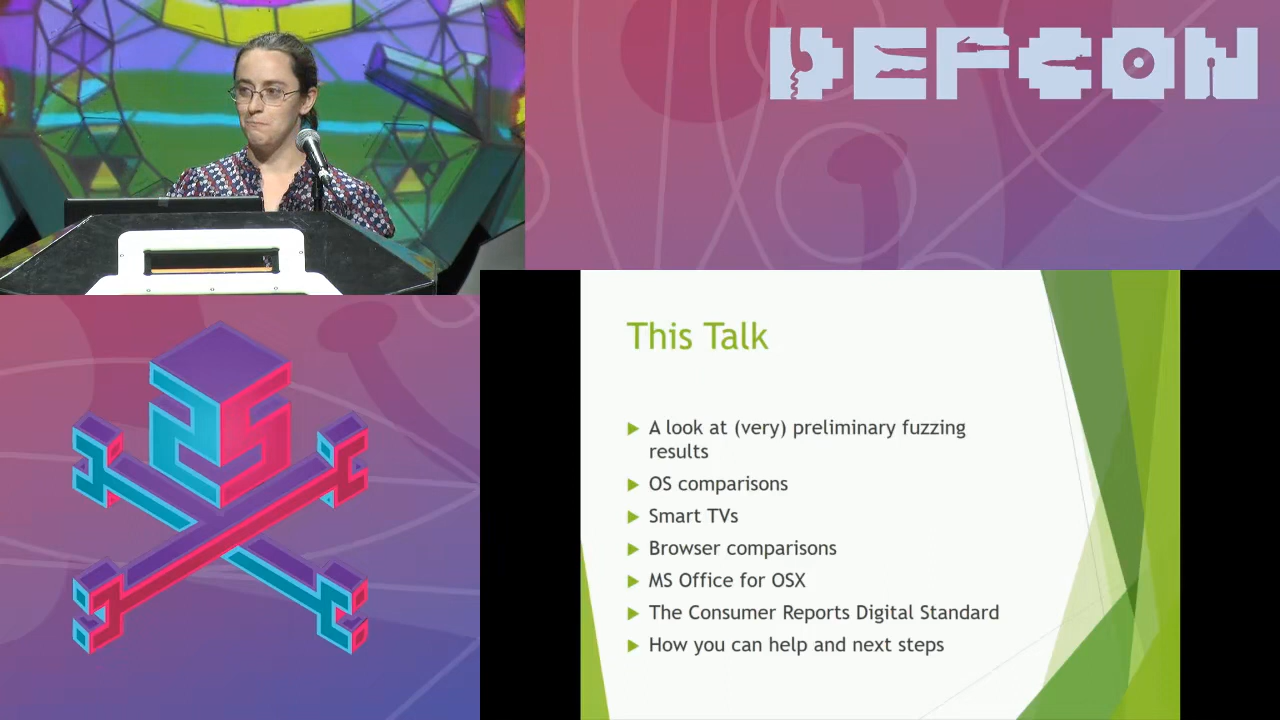 DEFCON
This Talk
A look at (very) preliminary fuzzing
results
OS comparisons
Smart TVs
Browser comparisons
MS Office for OSX
The Consumer Reports Digital Standard
How you can help and next steps